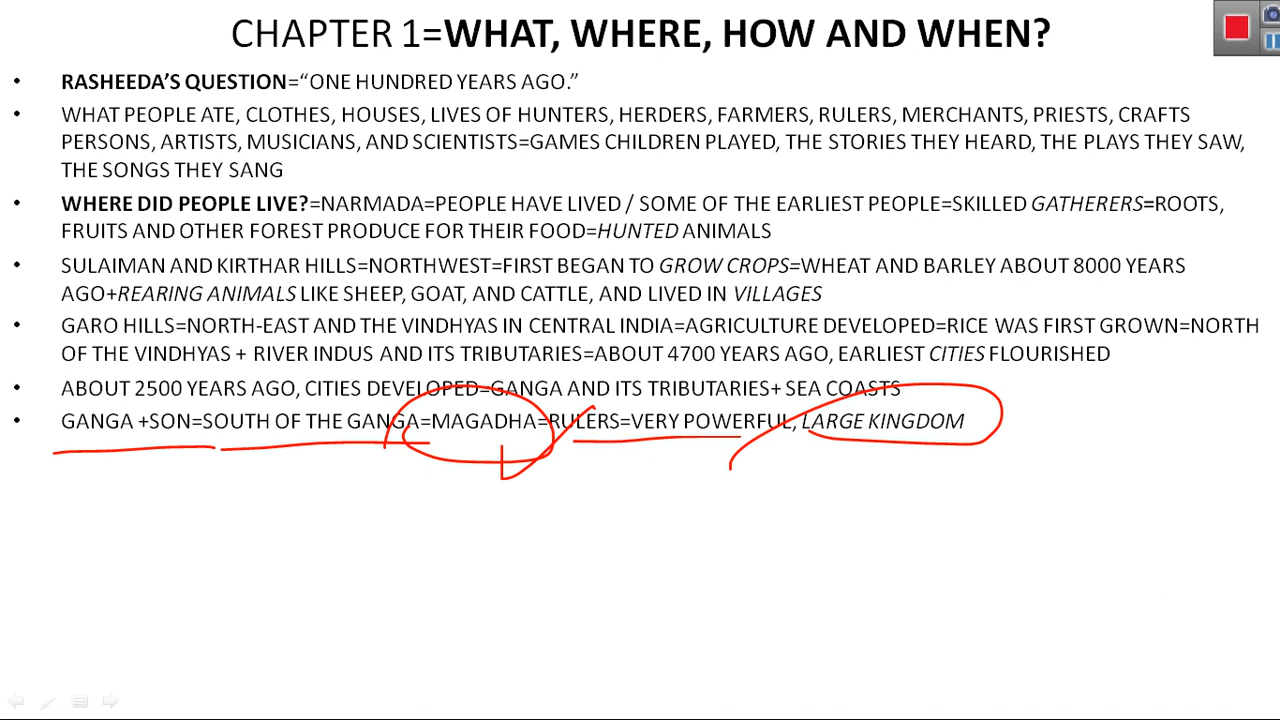 CHAPTER 1=WHAT, WHERE, HOW AND WHEN?
• RASHEEDA'S QUESTION=“ONE HUNDRED YEARS AGO.”
• WHAT PEOPLE ATE, CLOTHES, HOUSES, LIVES OF HUNTERS, HERDERS, FARMERS, RULERS, MERCHANTS, PRIESTS, CRAFTS
PERSONS, ARTISTS, MUSICIANS, AND SCIENTISTS=GAMES CHILDREN PLAYED, THE STORIES THEY HEARD, THE PLAYS THEY SAW,
THE SONGS THEY SANG
• WHERE DID PEOPLE LIVE?=NARMADA=PEOPLE HAVE LIVED / SOME OF THE EARLIEST PEOPLE=SKILLED GATHERERS=ROOTS,
FRUITS AND OTHER FOREST PRODUCE FOR THEIR FOOD=HUNTED ANIMALS
• SULAIMAN AND KIRTHAR HILLS=NORTHWEST=FIRST BEGAN TO GROW CROPS=WHEAT AND BARLEY ABOUT 8000 YEARS
AGO+REARING ANIMALS LIKE SHEEP, GOAT, AND CATTLE, AND LIVED IN VILLAGES
• GARO HILLS=NORTH-EAST AND THE VINDHYAS IN CENTRAL INDIA=AGRICULTURE DEVELOPED=RICE WAS FIRST GROWN=NORTH
OF THE VINDHYAS + RIVER INDUS AND ITS TRIBUTARIES=ABOUT 4700 YEARS AGO, EARLIEST CITIES FLOURISHED
• ABOUT 2500 YEARS AGO, CITIES DEVELOPED=GANGA AND ITS TRIBUTARIES+ SEA COASTS
• GANGA +SON=SOUTH OF THE GANGA=MAGADHA=RULERS=VERY POWERFUL, LARGE KINGDOM